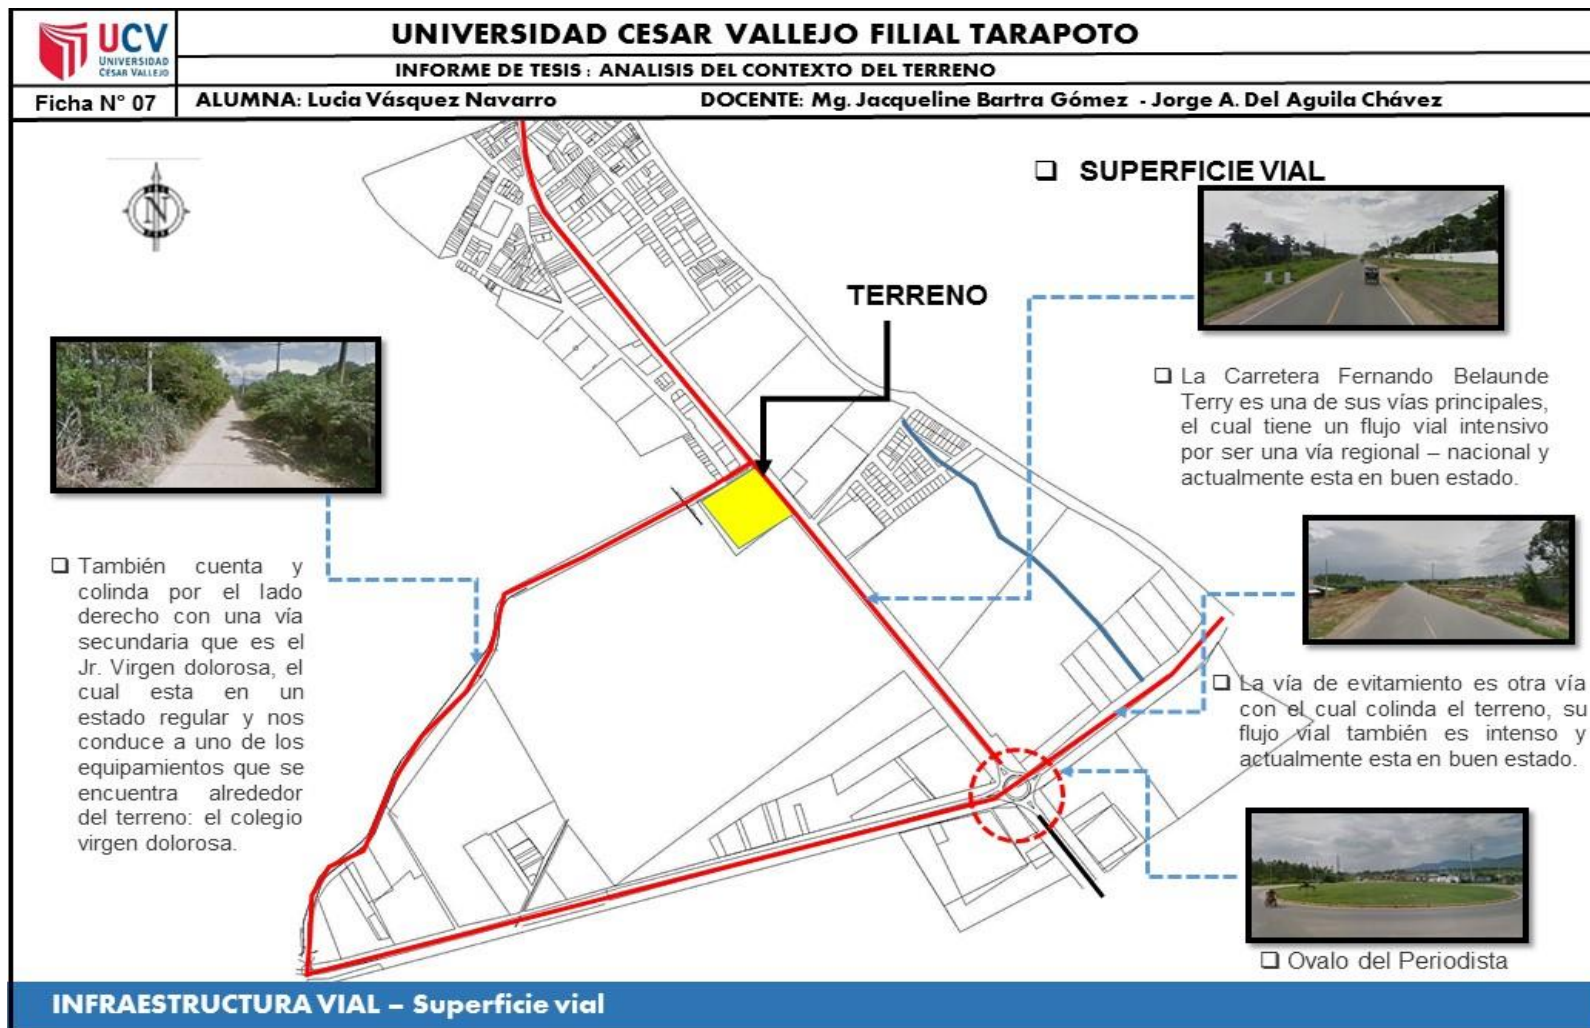 UCV
UNIVERSIDAD
CÉSAR VALLEJO
UNIVERSIDAD CESAR VALLEJO FILIAL TARAPOTO
INFORME DE TESIS : ANALISIS DEL CONTEXTO DEL TERRENO
Ficha N° 07
ALUMNA: Lucia Vásquez Navarro
DOCENTE: Mg. Jacqueline Bartra Gómez - Jorge A. Del Aguila Chávez
N
SUPERFICIE VIAL
TERRENO
La Carretera Fernando Belaunde
Terry es una de sus vías principales,
el cual tiene un flujo vial intensivo
por ser una vía regional – nacional y
actualmente esta en buen estado.
También cuenta y
colinda por el lado
derecho con una vía
secundaria que es el
Jr. Virgen dolorosa, el
cual esta en un
estado regular y nos
conduce a uno de los
equipamientos que se
encuentra alrededor
del terreno: el colegio
virgen dolorosa.
La vía de evitamiento es otra vía
con el cual colinda el terreno, su
flujo vial también es intenso y
actualmente esta en buen estado.
Ovalo del Periodista
INFRAESTRUCTURA VIAL – Superficie vial